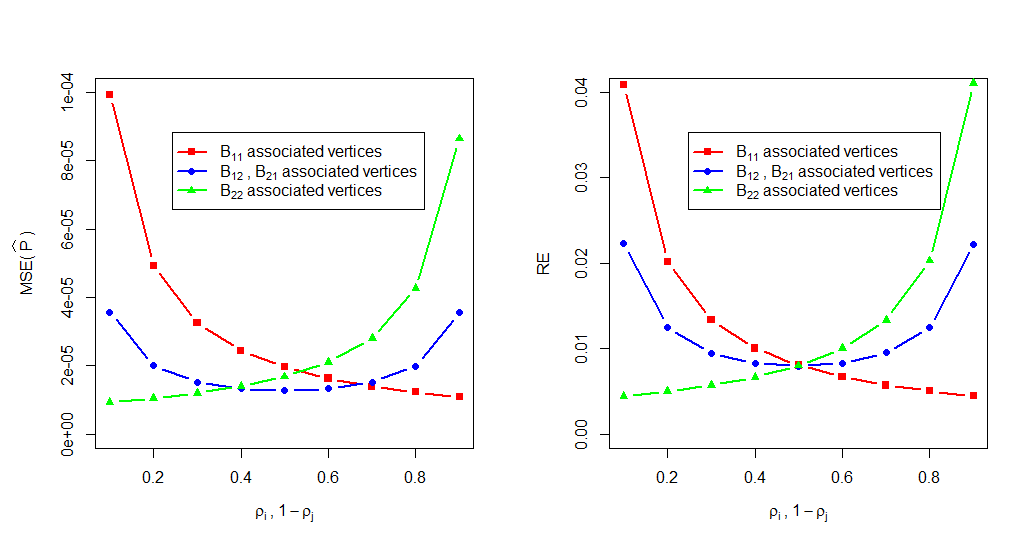 MSE( P̂ )
1e-04
8e-05
6e-05
4e-05
2e-05
0e+00
B₁₁ associated vertices
B₁₂ , B₂₁ associated vertices
B₂₂ associated vertices
0.2 0.4 0.6 0.8
ρᵢ , 1 − ρⱼ
RE
0.04
0.03
0.02
0.01
0.00
B₁₁ associated vertices
B₁₂ , B₂₁ associated vertices
B₂₂ associated vertices
0.2 0.4 0.6 0.8
ρᵢ , 1 − ρⱼ